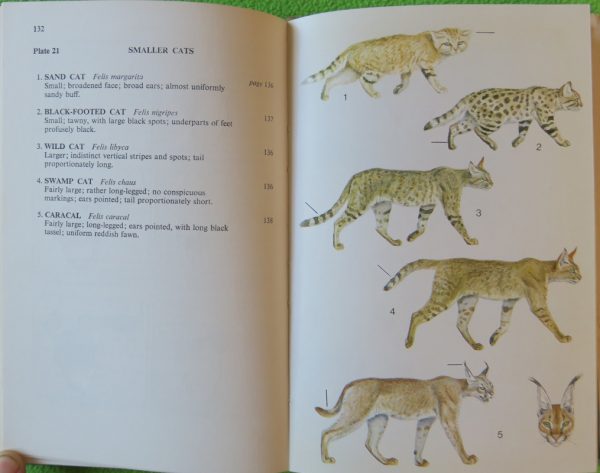 132
Plate 21 SMALLER CATS
1. SAND CAT Felis margarita page 136
Small; broadened face; broad ears; almost uniformly
sandy buff.
2. BLACK-FOOTED CAT Felis nigripes 137
Small; tawny, with large black spots; underparts of feet
profusely black.
3. WILD CAT Felis libyca 136
Larger; indistinct vertical stripes and spots; tail
proportionately long.
4. SWAMP CAT Felis chaus 136
Fairly large; rather long-legged; no conspicuous
markings; ears pointed; tail proportionately short.
5. CARACAL Felis caracal 138
Fairly large; long-legged; ears pointed, with long black
tassel; uniform reddish fawn.
1
2
3
4
5